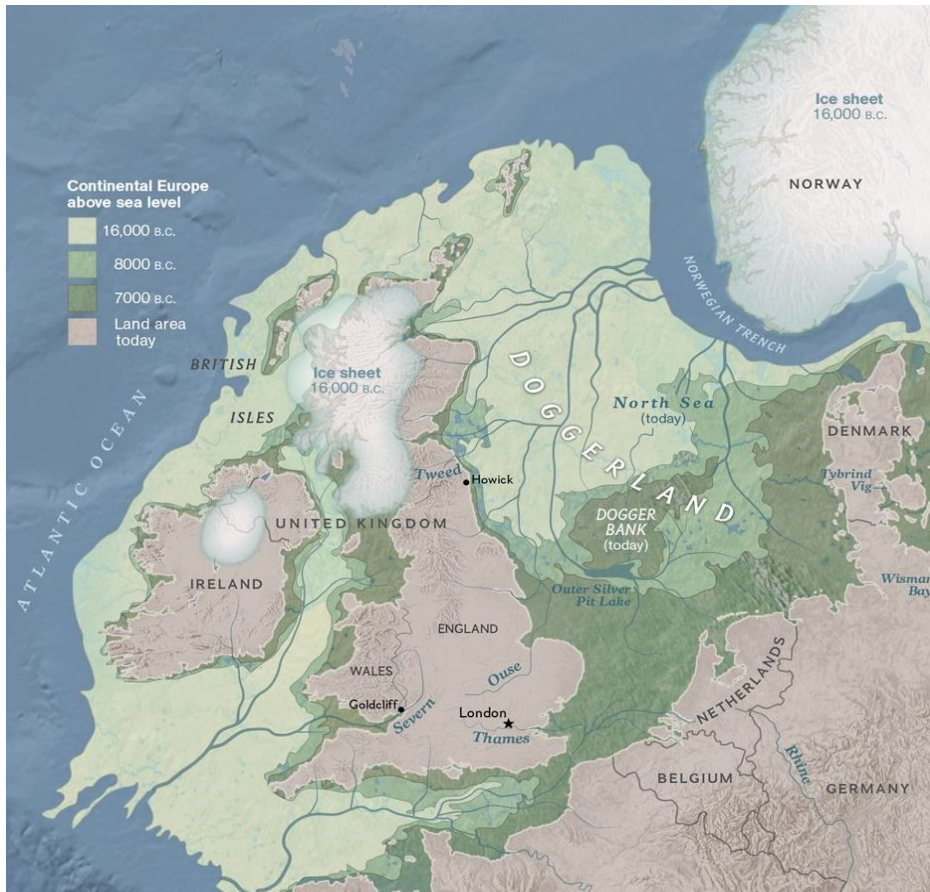 Ice sheet
16,000 B.C.
NORWAY
Continental Europe
above sea level
16,000 B.C.
8000 B.C.
7000 B.C.
Land area
today
NORWEGIAN TRENCH
BRITISH
ISLES
Ice sheet
16,000 B.C.
ATLANTIC OCEAN
DOGGERLAND
North Sea
(today)
DENMARK
Tybrind
Vig
Tweed
Howick
DOGGER
BANK
(today)
UNITED KINGDOM
IRELAND
Outer Silver
Pit Lake
Wismar
Bay
ENGLAND
WALES
Ouse
NETHERLANDS
Goldcliff
Severn
London
Thames
Rhine
BELGIUM
GERMANY